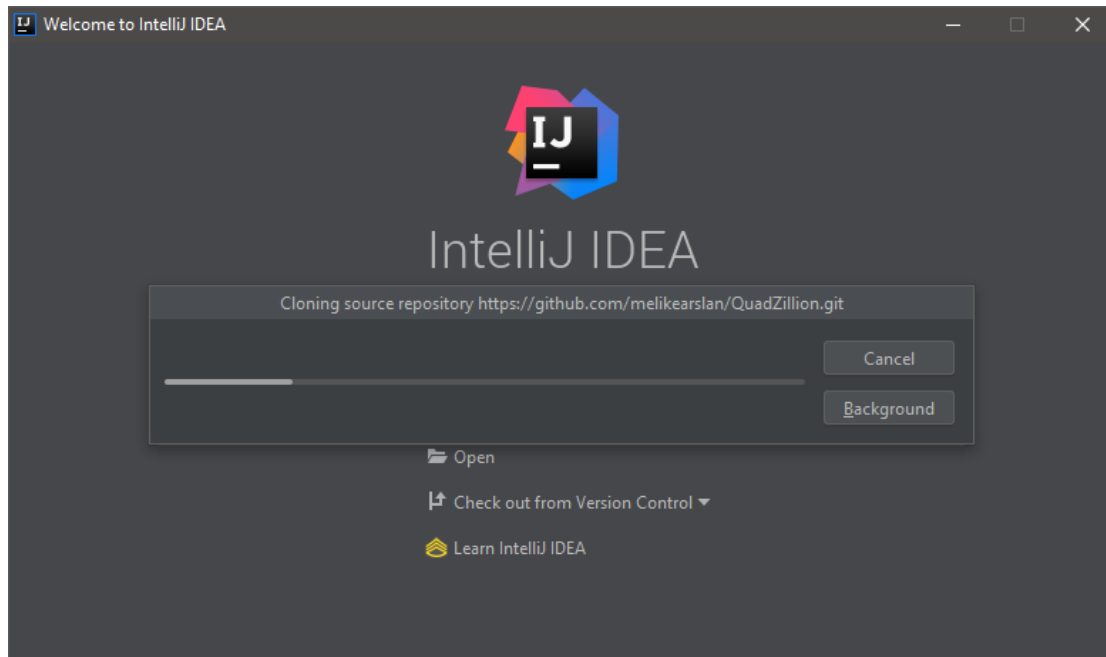 Welcome to IntelliJ IDEA
IJ
IntelliJ IDEA
Cloning source repository https://github.com/melikearslan/QuadZillion.git
Cancel
Background
Open
Check out from Version Control
Learn IntelliJ IDEA